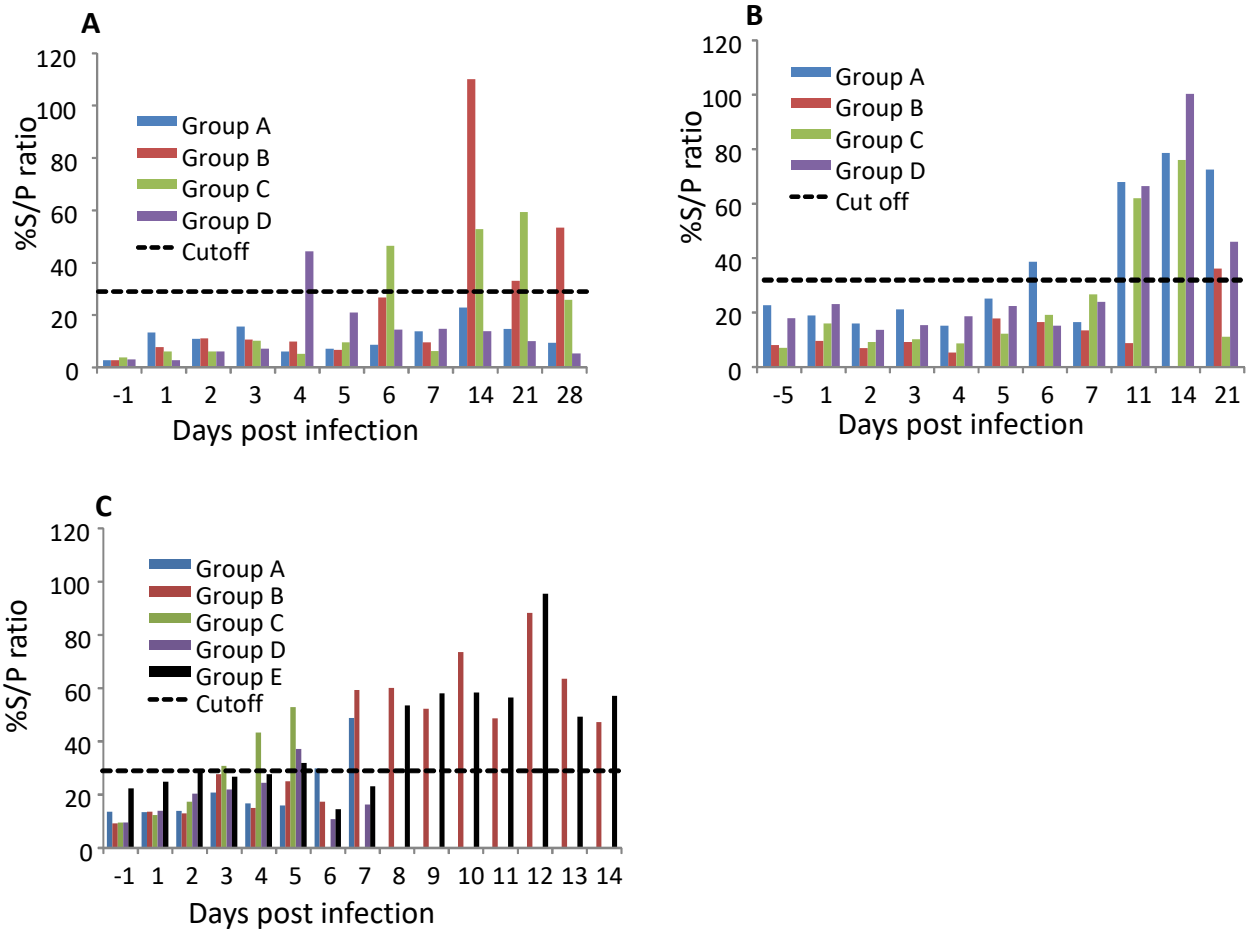 A
%S/P ratio
120
100
80
60
40
20
0
Group A
Group B
Group C
Group D
Cutoff
-1 1 2 3 4 5 6 7 14 21 28
Days post infection
B
%S/P ratio
120
100
80
60
40
20
0
Group A
Group B
Group C
Group D
Cut off
-5 1 2 3 4 5 6 7 11 14 21
Days post infection
C
%S/P ratio
120
100
80
60
40
20
0
Group A
Group B
Group C
Group D
Group E
Cutoff
-1 1 2 3 4 5 6 7 8 9 10 11 12 13 14
Days post infection